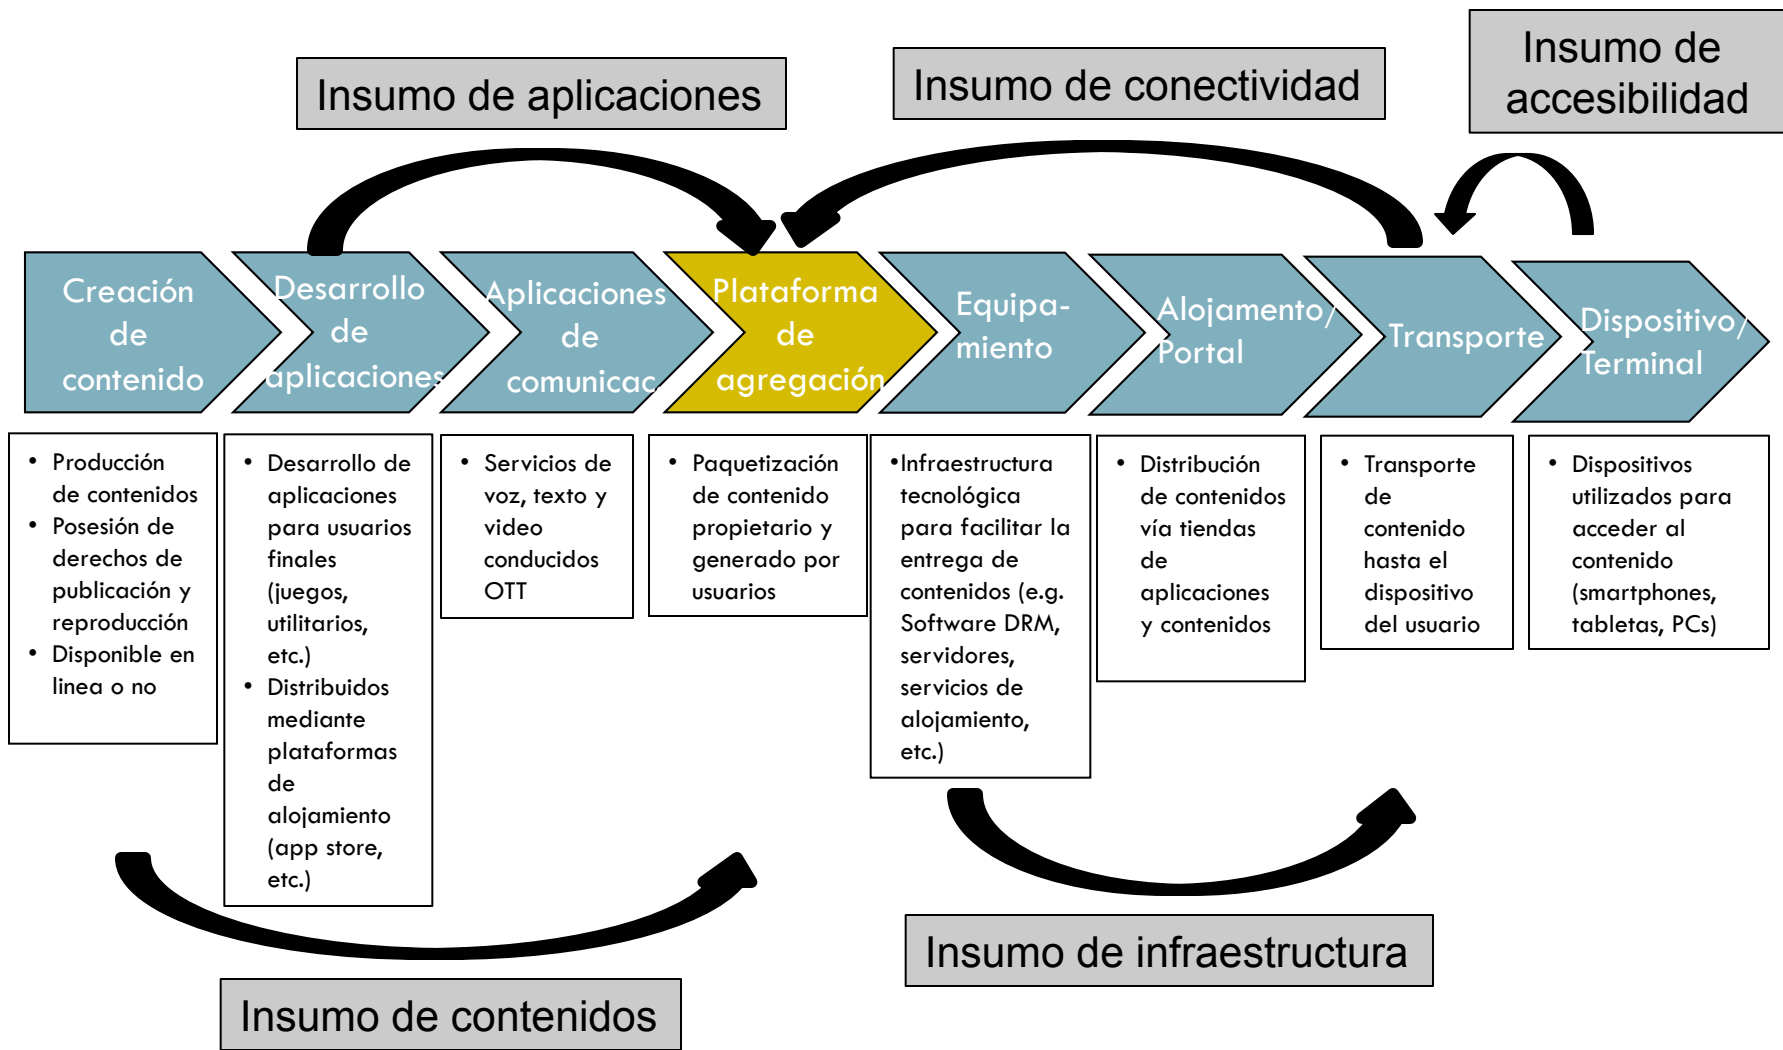 Insumo de aplicaciones
Insumo de conectividad
Insumo de
accesibilidad
Creación
de
contenido
Desarrollo
de
aplicaciones
Aplicaciones
de
comunicac.
Plataforma
de
agregación
Equipa-
miento
Alojamento/
Portal
Transporte
Dispositivo/
Terminal
• Producción
de contenidos
• Posesión de
derechos de
publicación y
reproducción
• Disponible en
linea o no
• Desarrollo de
aplicaciones
para usuarios
finales
(juegos,
utilitarios,
etc.)
• Distribuidos
mediante
plataformas
de
alojamiento
(app store,
etc.)
• Servicios de
voz, texto y
video
conducidos
OTT
• Paquetización
de contenido
propietario y
generado por
usuarios
•Infraestructura
tecnológica
para facilitar la
entrega de
contenidos (e.g.
Software DRM,
servidores,
servicios de
alojamiento,
etc.)
• Distribución
de contenidos
vía tiendas
de
aplicaciones
y contenidos
• Transporte
de
contenido
hasta el
dispositivo
del usuario
• Dispositivos
utilizados para
acceder al
contenido
(smartphones,
tabletas, PCs)
Insumo de infraestructura
Insumo de contenidos